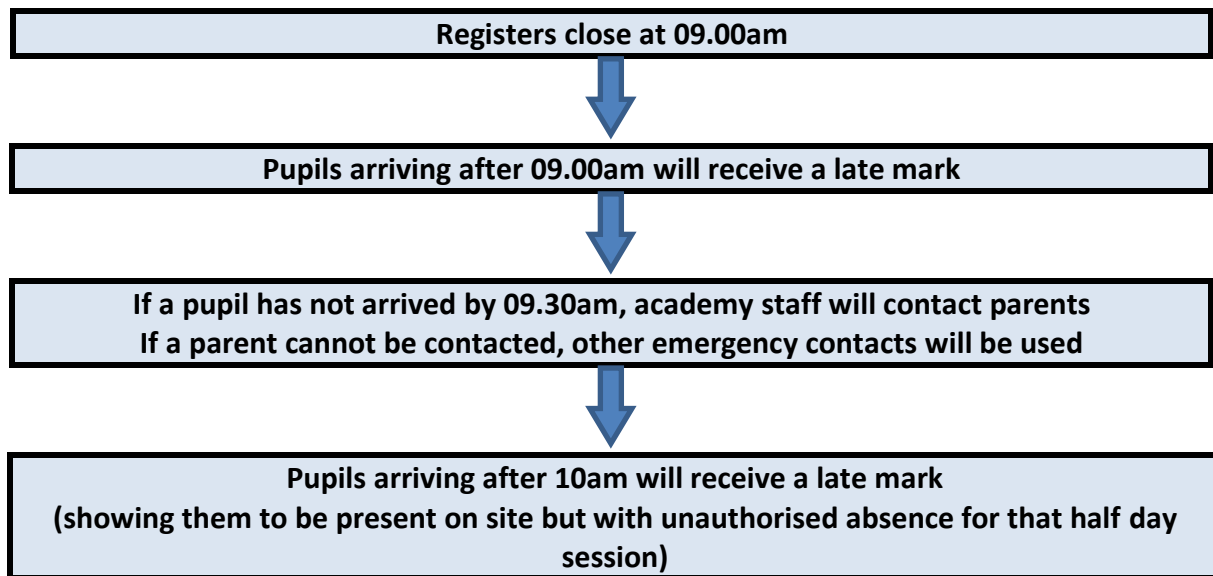 Registers close at 09.00am
Pupils arriving after 09.00am will receive a late mark
If a pupil has not arrived by 09.30am, academy staff will contact parents
If a parent cannot be contacted, other emergency contacts will be used
Pupils arriving after 10am will receive a late mark
(showing them to be present on site but with unauthorised absence for that half day
session)